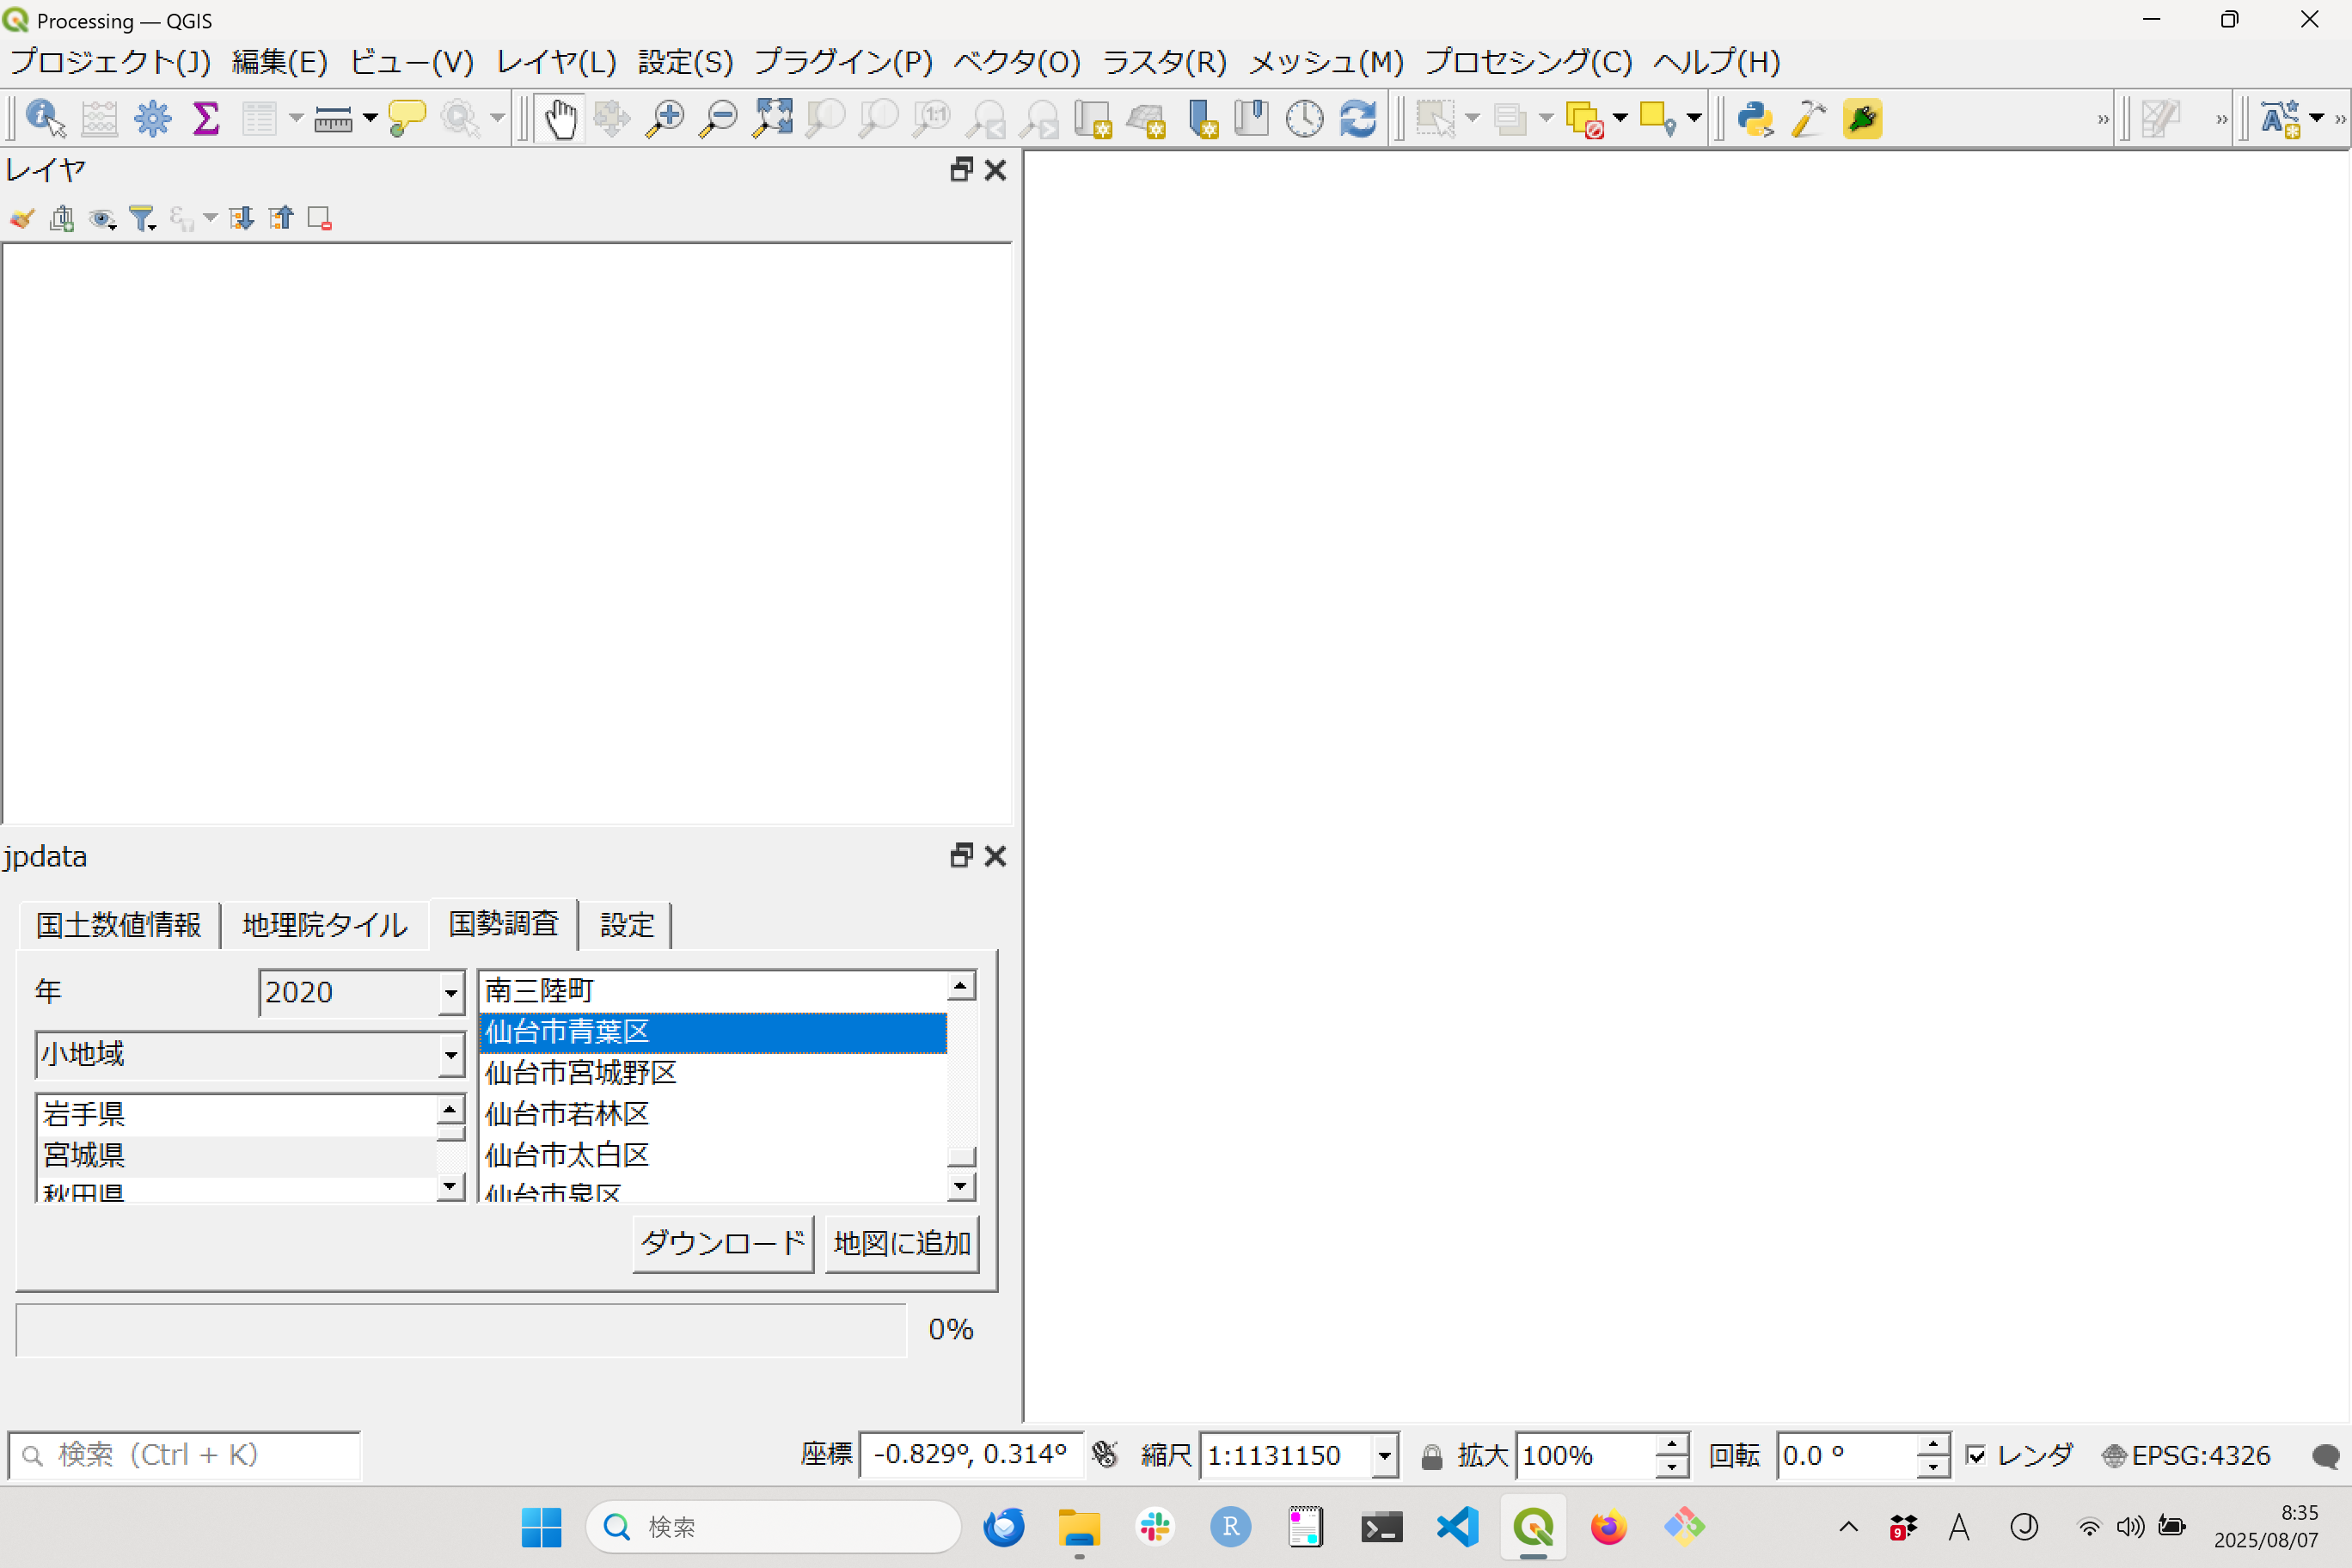 Processing — QGIS
プロジェクト(J) 編集(E) ビュー(V) レイヤ(L) 設定(S) プラグイン(P) ベクタ(O) ラスタ(R) メッシュ(M) プロセシング(C) ヘルプ(H)
レイヤ
jpdata
国土数値情報 地理院タイル 国勢調査 設定
年 2020
小地域
岩手県
宮城県
秋田県
南三陸町
仙台市青葉区
仙台市宮城野区
仙台市若林区
仙台市太白区
仙台市泉区
ダウンロード 地図に追加
0%
検索 (Ctrl + K) 座標 -0.829°, 0.314° 縮尺 1:1131150 拡大 100% 回転 0.0 ° レンダ EPSG:4326
検索
R
9
A
J
8:35
2025/08/07